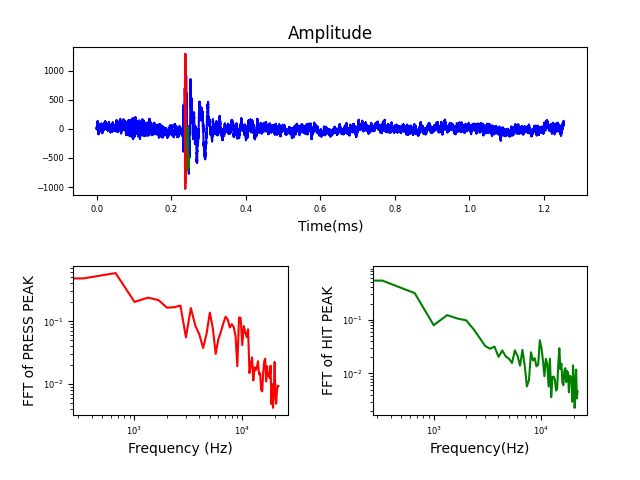 Amplitude
1000
500
0
−500
−1000
0.0 0.2 0.4 0.6 0.8 1.0 1.2
Time(ms)
FFT of PRESS PEAK
10⁻¹
10⁻²
10³ 10⁴
Frequency (Hz)
FFT of HIT PEAK
10⁻¹
10⁻²
10³ 10⁴
Frequency(Hz)